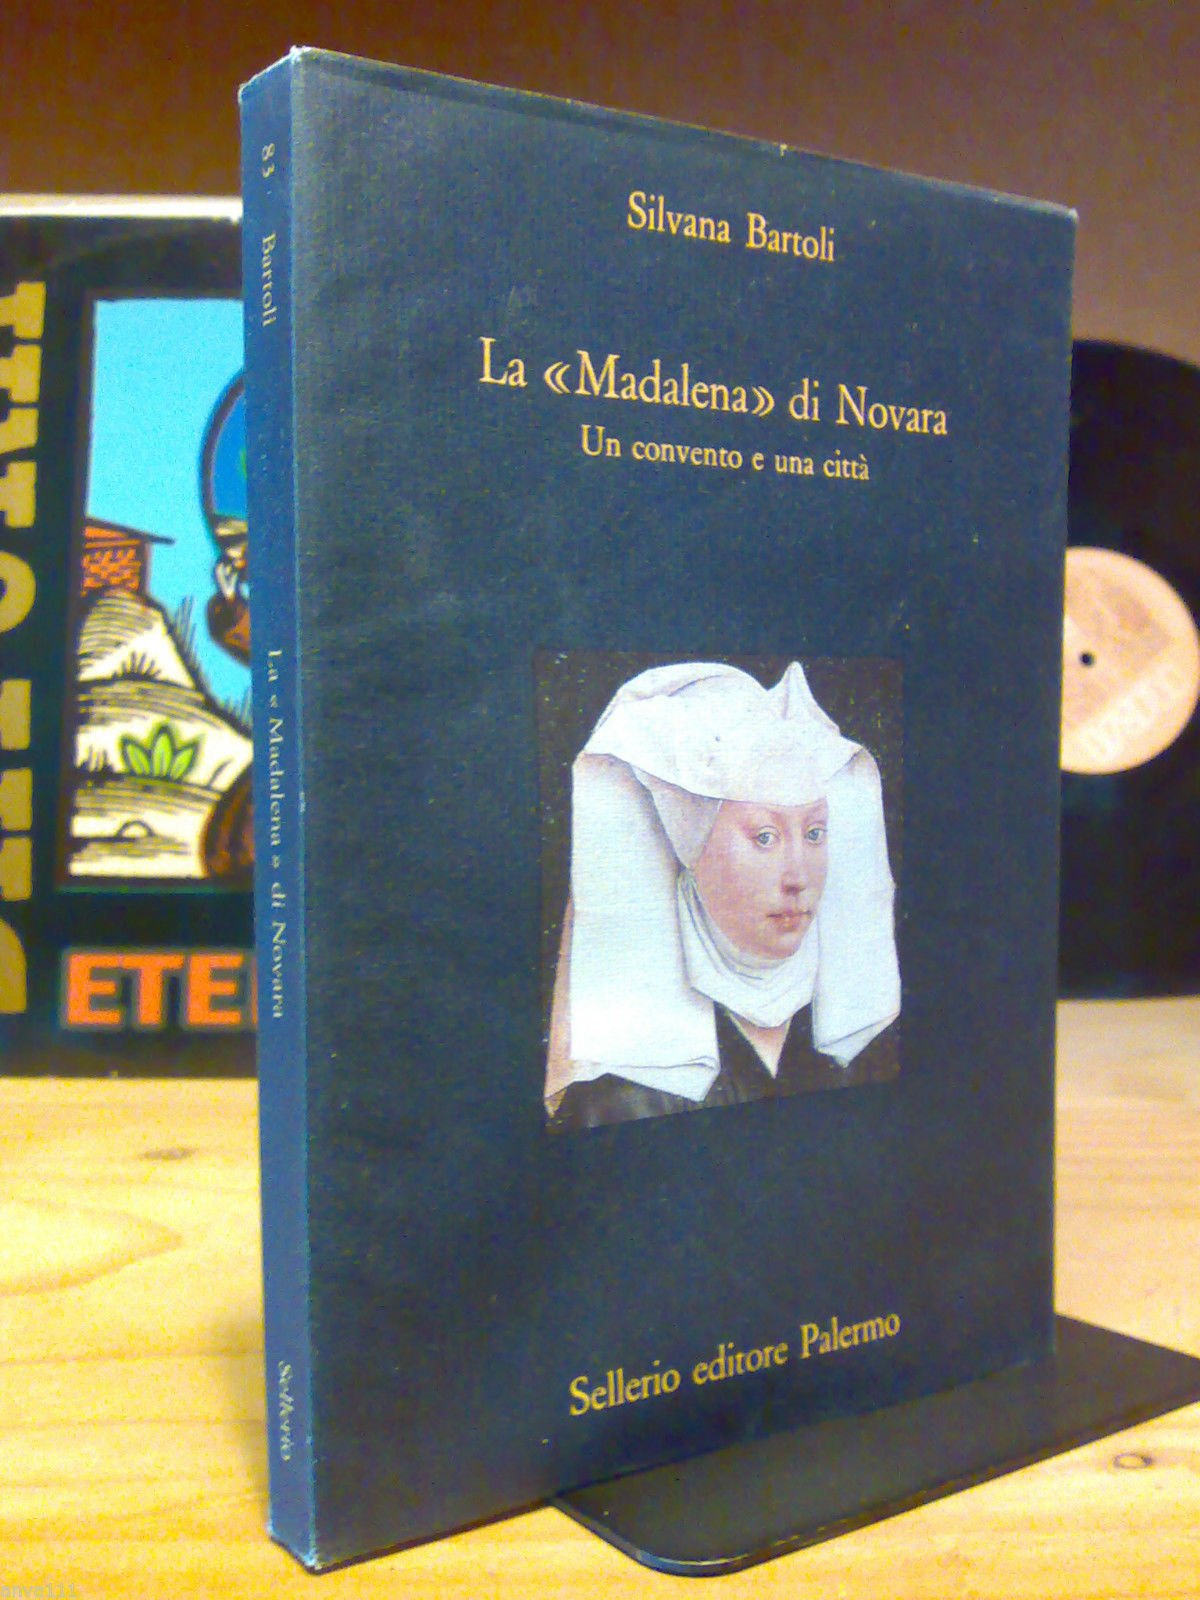 Silvana Bartoli
La «Madalena» di Novara
Un convento e una città
Sellerio editore Palermo
83
Bartoli
La «Madalena» di Novara
Sellerio
ETE